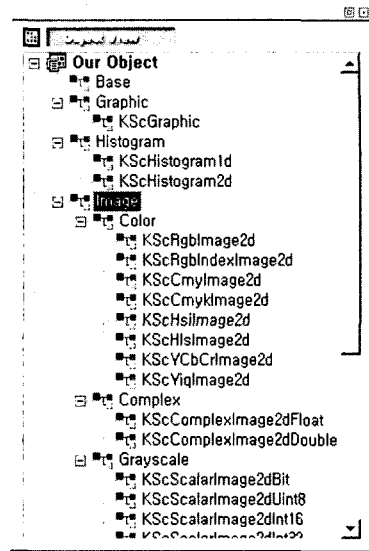 Our Object
Base
Graphic
KScGraphic
Histogram
KScHistogram1d
KScHistogram2d
Image
Color
KScRgbImage2d
KScRgbIndexImage2d
KScCmyImage2d
KScCmykImage2d
KScHsiImage2d
KScHlsImage2d
KScYCbCrImage2d
KScYiqImage2d
Complex
KScComplexImage2dFloat
KScComplexImage2dDouble
Grayscale
KScScalarImage2dBit
KScScalarImage2dUint8
KScScalarImage2dInt16
KScScalarImage2dInt32